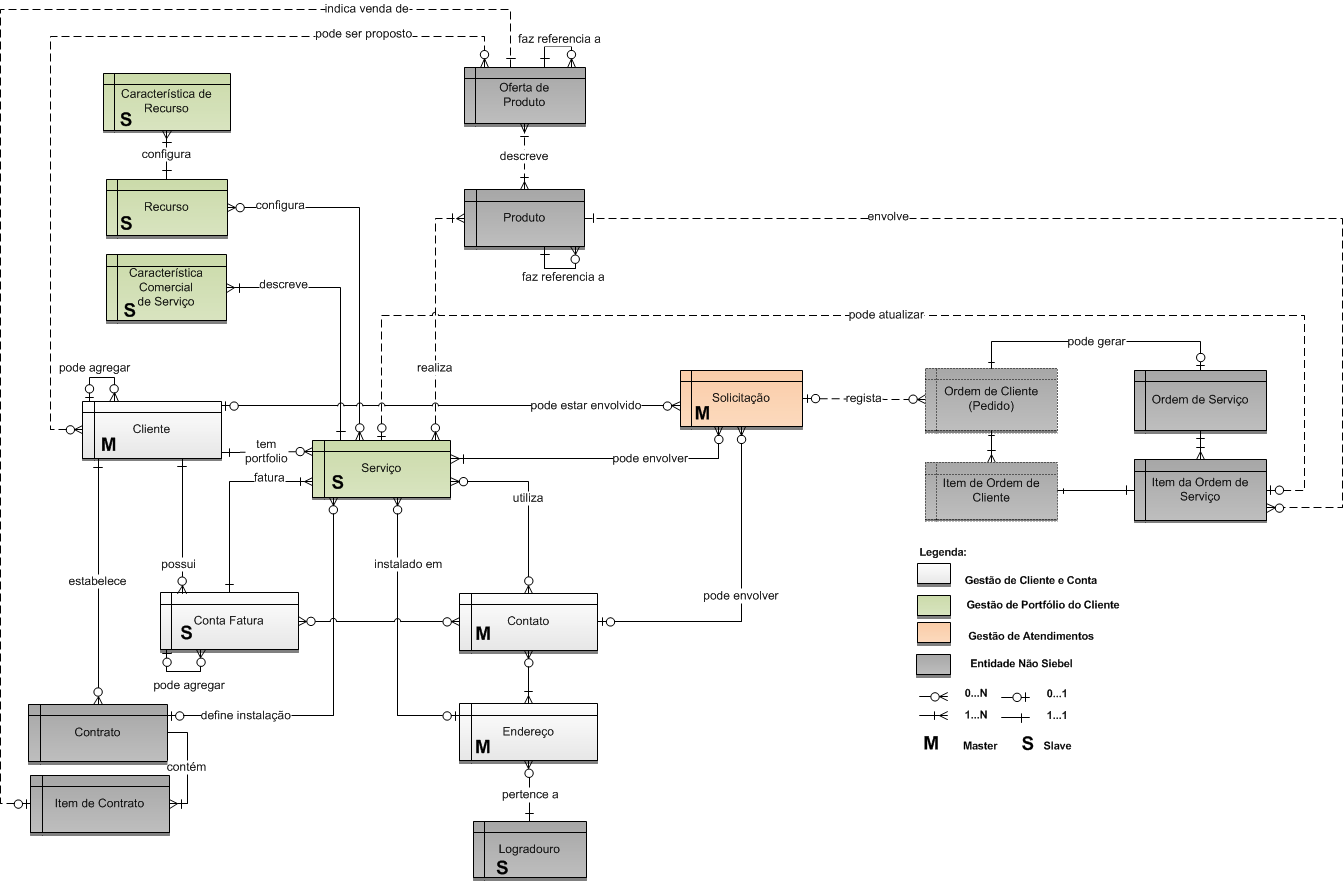 indica venda de
pode ser proposto
faz referencia a
Oferta de
Produto
Característica de
Recurso
S
configura
descreve
Recurso
S
configura
Produto
envolve
faz referencia a
Característica
Comercial
de Serviço
S
descreve
pode atualizar
pode gerar
pode agregar
realiza
Cliente
M
pode estar envolvido
Solicitação
M
regista
Ordem de Cliente
(Pedido)
Ordem de Serviço
tem
portfolio
fatura
Serviço
S
pode envolver
utiliza
Item de Ordem de
Cliente
Item da Ordem de
Serviço
estabelece
possui
instalado em
pode envolver
Legenda:
Gestão de Cliente e Conta
Gestão de Portfólio do Cliente
Gestão de Atendimentos
Entidade Não Siebel
0...N
0...1
1...N
1...1
M
Master
S
Slave
Conta Fatura
S
Contato
M
pode agregar
define instalação
Contrato
Endereço
M
contém
Item de Contrato
pertence a
Logradouro
S